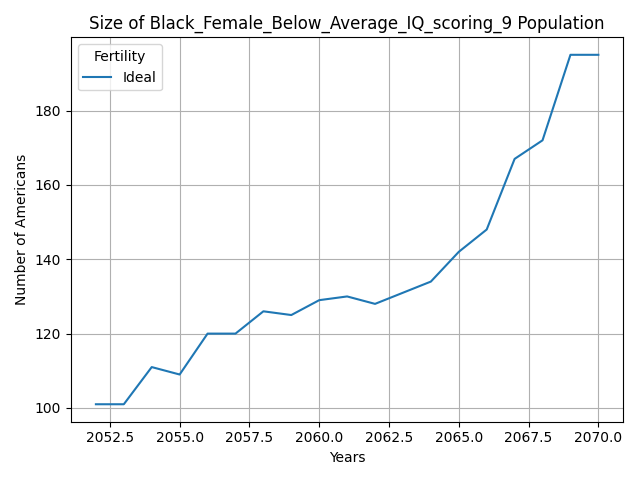 Size of Black_Female_Below_Average_IQ_scoring_9 Population
Fertility
Ideal
180
160
140
120
100
Number of Americans
2052.5 2055.0 2057.5 2060.0 2062.5 2065.0 2067.5 2070.0
Years